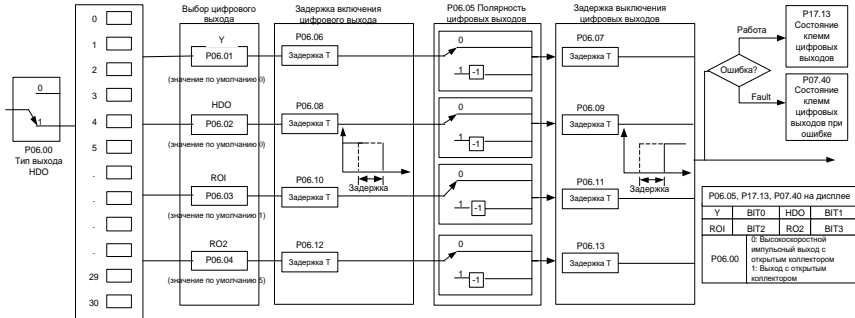 0
1
2
3
4
5
.
.
.
.
29
30
0
1
P06.00
Тип выхода
HDO
Выбор цифрового
выхода
Y
P06.01
(значение по умолчанию 0)
HDO
P06.02
(значение по умолчанию 0)
ROI
P06.03
(значение по умолчанию 1)
RO2
P06.04
(значение по умолчанию 5)
Задержка включения
цифрового выхода
P06.06
Задержка Т
P06.08
Задержка Т
Задержка
P06.10
Задержка Т
P06.12
Задержка Т
P06.05 Полярность
цифровых выходов
0
1 -1
0
1 -1
0
1 -1
0
1 -1
Задержка выключения
цифровых выходов
P06.07
Задержка Т
P06.09
Задержка Т
Задержка
P06.11
Задержка Т
P06.13
Задержка Т
Ошибка?
Работа
Fault
P17.13
Состояние
клемм
цифровых
выходов
P07.40
Состояние
клемм
цифровых
выходов при
ошибке
P06.05, P17.13, P07.40 на дисплее
Y BIT0 HDO BIT1
ROI BIT2 RO2 BIT3
P06.00
0: Высокоскоростной
импульсный выход с
открытым коллектором
1: Выход с открытым
коллектором